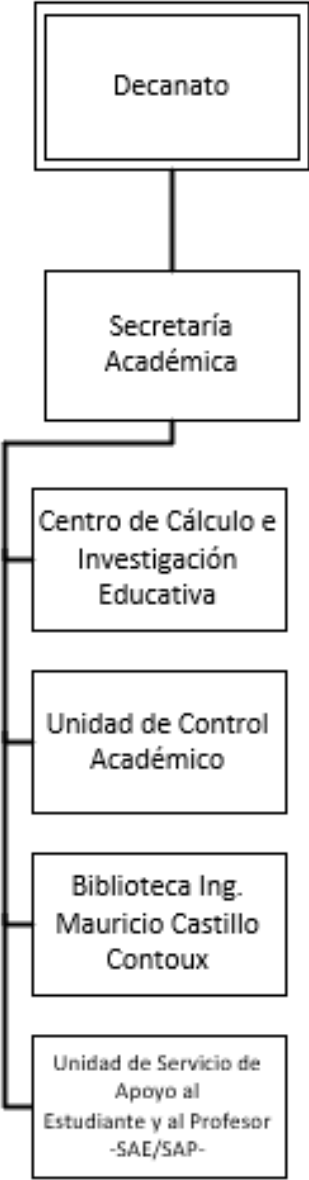 Decanato
Secretaría
Académica
Centro de Cálculo e
Investigación
Educativa
Unidad de Control
Académico
Biblioteca Ing.
Mauricio Castillo
Contoux
Unidad de Servicio de
Apoyo al
Estudiante y al Profesor
-SAE/SAP-